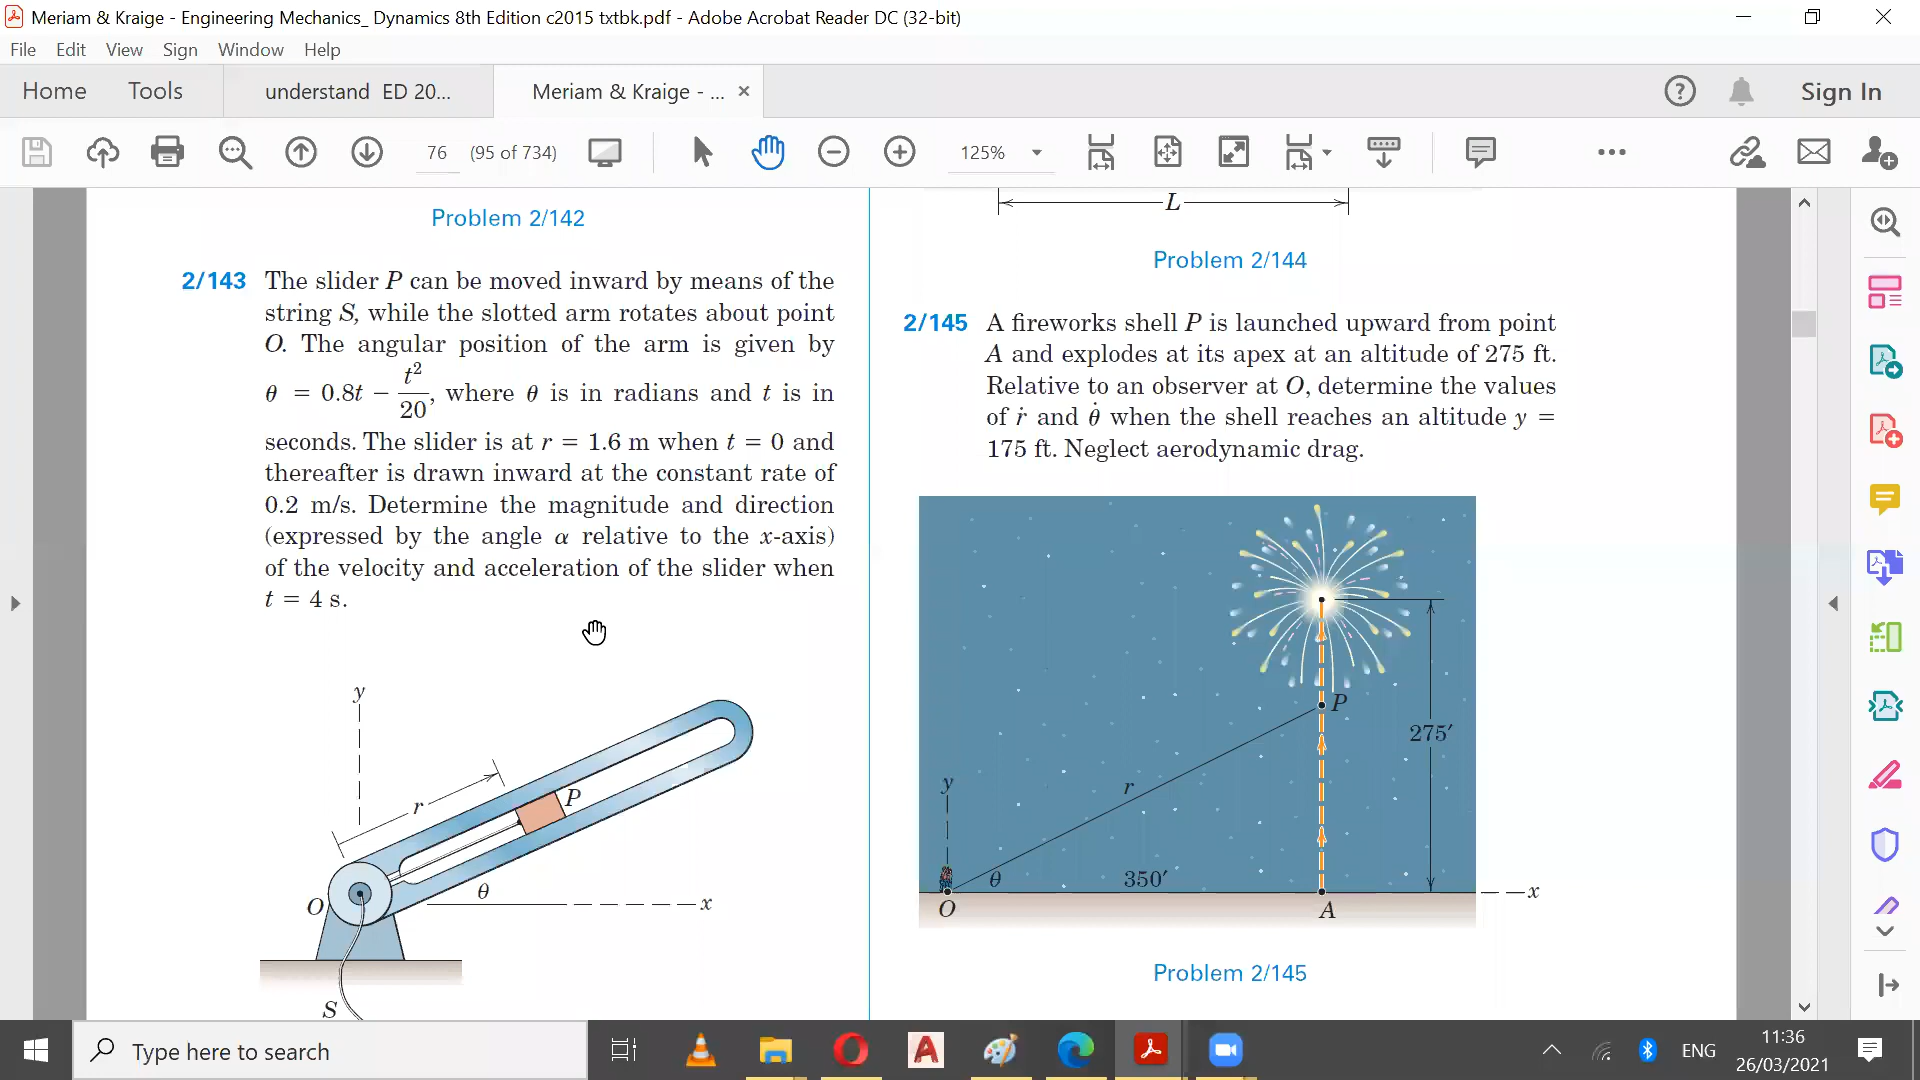 Meriam & Kraige - Engineering Mechanics_ Dynamics 8th Edition c2015 txtbk.pdf - Adobe Acrobat Reader DC (32-bit)
File Edit View Sign Window Help
Home Tools understand ED 20... Meriam & Kraige - ... × Sign In
76 (95 of 734) 125%
Problem 2/142
2/143 The slider P can be moved inward by means of the
string S, while the slotted arm rotates about point
O. The angular position of the arm is given by
θ = 0.8t − t²/20, where θ is in radians and t is in
seconds. The slider is at r = 1.6 m when t = 0 and
thereafter is drawn inward at the constant rate of
0.2 m/s. Determine the magnitude and direction
(expressed by the angle α relative to the x-axis)
of the velocity and acceleration of the slider when
t = 4 s.
y
r
P
O
θ
x
S
L
Problem 2/144
2/145 A fireworks shell P is launched upward from point
A and explodes at its apex at an altitude of 275 ft.
Relative to an observer at O, determine the values
of ṙ and θ̇ when the shell reaches an altitude y =
175 ft. Neglect aerodynamic drag.
P
275′
y
r
θ
350′
x
O
A
Problem 2/145
Type here to search
ENG
11:36
26/03/2021